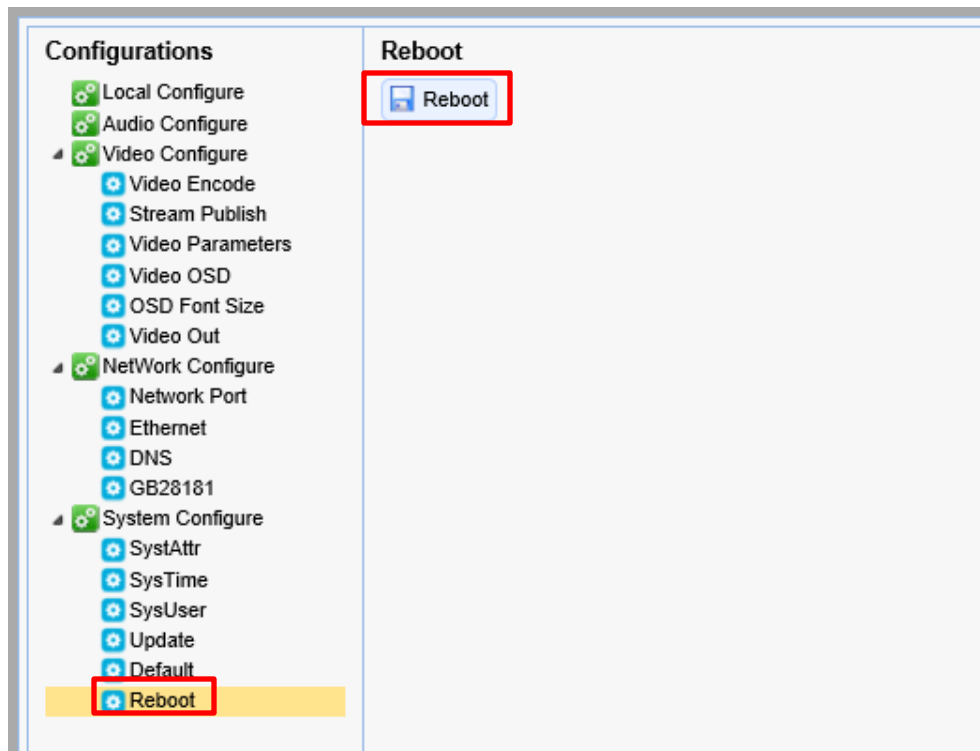 Configurations
Local Configure
Audio Configure
Video Configure
Video Encode
Stream Publish
Video Parameters
Video OSD
OSD Font Size
Video Out
NetWork Configure
Network Port
Ethernet
DNS
GB28181
System Configure
SystAttr
SysTime
SysUser
Update
Default
Reboot
Reboot
Reboot